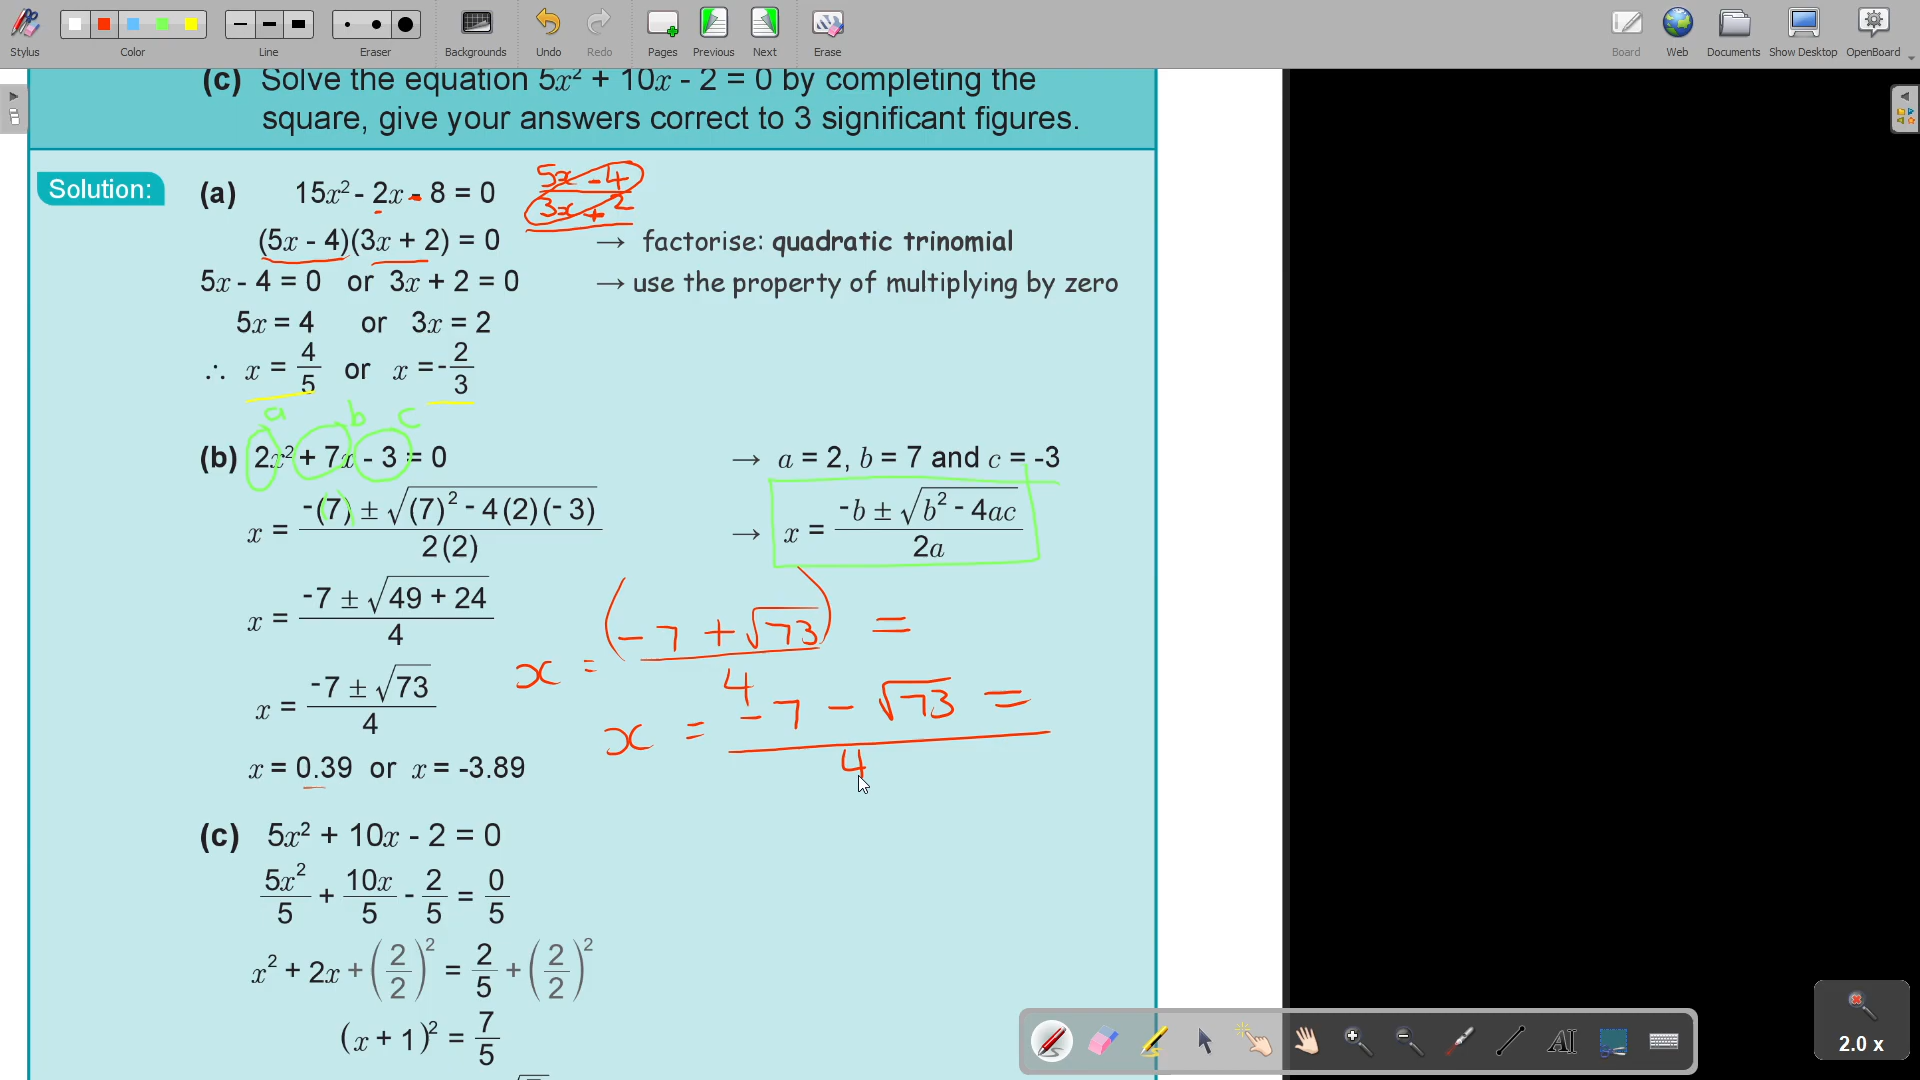 Stylus Color Line Eraser Backgrounds Undo Redo Pages Previous Next Erase Board Web Documents Show Desktop OpenBoard
(c) Solve the equation 5x² + 10x - 2 = 0 by completing the
square, give your answers correct to 3 significant figures.
Solution:
(a) 15x² - 2x - 8 = 0
5x - 4
3x + 2
(5x - 4)(3x + 2) = 0 → factorise: quadratic trinomial
5x - 4 = 0 or 3x + 2 = 0 → use the property of multiplying by zero
5x = 4 or 3x = 2
∴ x = 4/5 or x = -2/3
a b c
(b) 2x² + 7x - 3 = 0 → a = 2, b = 7 and c = -3
x = (-(7) ± √((7)² - 4(2)(-3)))/(2(2)) → x = (-b ± √(b² - 4ac))/(2a)
x = (-7 ± √(49 + 24))/4
x = (-7 + √73)/4 =
x = (-7 ± √73)/4
x = (-7 - √73)/4 =
x = 0.39 or x = -3.89
(c) 5x² + 10x - 2 = 0
5x²/5 + 10x/5 - 2/5 = 0/5
x² + 2x + (2/2)² = 2/5 + (2/2)²
(x + 1)² = 7/5
AI
2.0 x